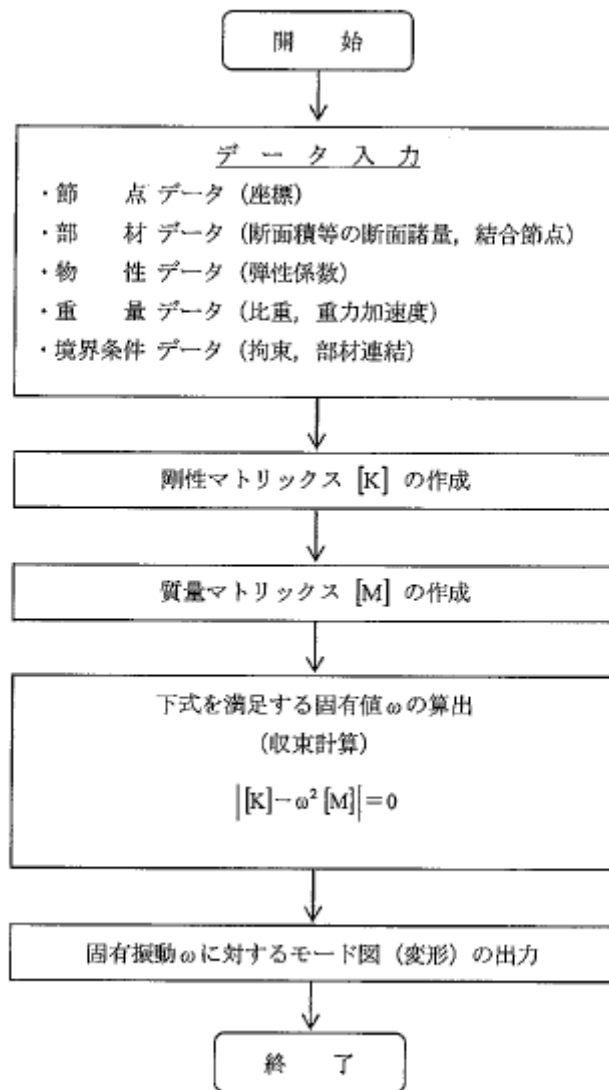 開　始
デ ー タ 入 力
・節　点 データ（座標）
・部　材 データ（断面積等の断面諸量，結合節点）
・物　性 データ（弾性係数）
・重　量 データ（比重，重力加速度）
・境界条件 データ（拘束，部材連結）
剛性マトリックス [K] の作成
質量マトリックス [M] の作成
下式を満足する固有値ωの算出
（収束計算）
|[K]－ω² [M]|＝0
固有振動ωに対するモード図（変形）の出力
終　了